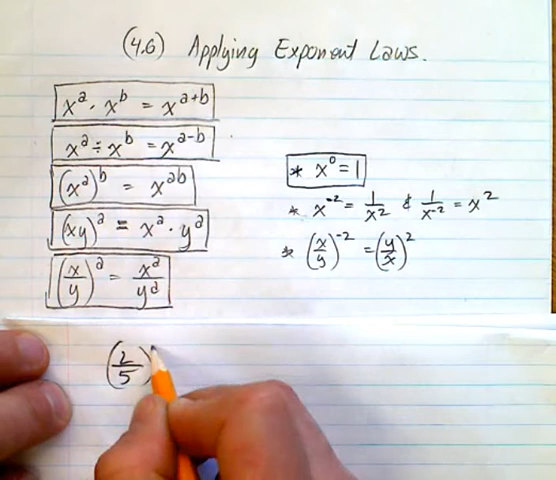 (4.6) Applying Exponent Laws.
x^a · x^b = x^(a+b)
x^a ÷ x^b = x^(a-b)
(x^a)^b = x^(ab)
(xy)^a = x^a · y^a
(x/y)^a = x^a/y^a
* x^0 = 1
* x^-2 = 1/x^2 & 1/x^-2 = x^2
* (x/y)^-2 = (y/x)^2
(2/5)